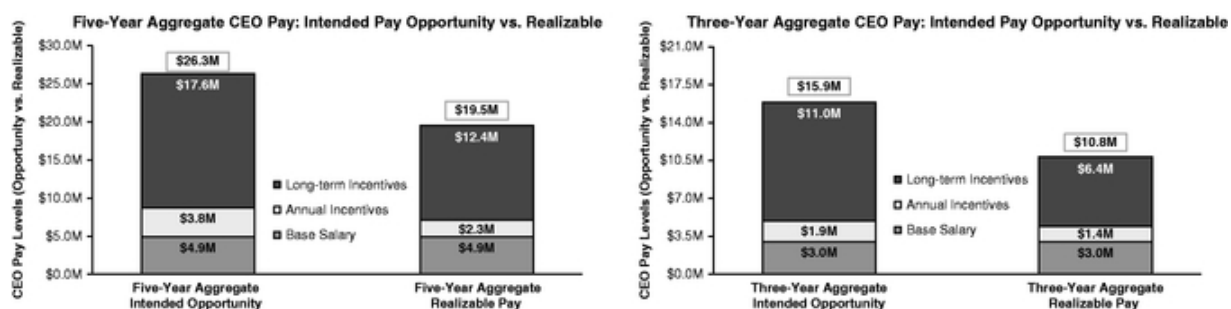 Five-Year Aggregate CEO Pay: Intended Pay Opportunity vs. Realizable
CEO Pay Levels (Opportunity vs. Realizable)
$30.0M
$25.0M
$20.0M
$15.0M
$10.0M
$5.0M
$0.0M
$26.3M
$17.6M
$3.8M
$4.9M
$19.5M
$12.4M
$2.3M
$4.9M
Long-term Incentives
Annual Incentives
Base Salary
Five-Year Aggregate
Intended Opportunity
Five-Year Aggregate
Realizable Pay
Three-Year Aggregate CEO Pay: Intended Pay Opportunity vs. Realizable
CEO Pay Levels (Opportunity vs. Realizable)
$21.0M
$17.5M
$14.0M
$10.5M
$7.0M
$3.5M
$0.0M
$15.9M
$11.0M
$1.9M
$3.0M
$10.8M
$6.4M
$1.4M
$3.0M
Long-term Incentives
Annual Incentives
Base Salary
Three-Year Aggregate
Intended Opportunity
Three-Year Aggregate
Realizable Pay